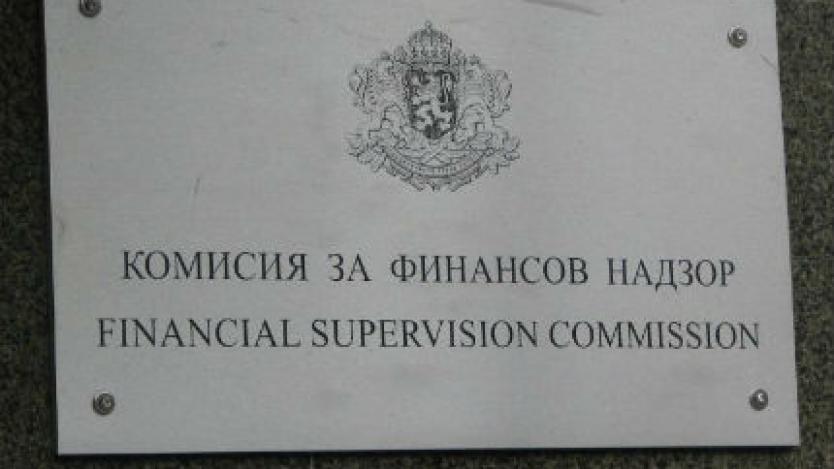 КОМИСИЯ ЗА ФИНАНСОВ НАДЗОР
FINANCIAL SUPERVISION COMMISSION